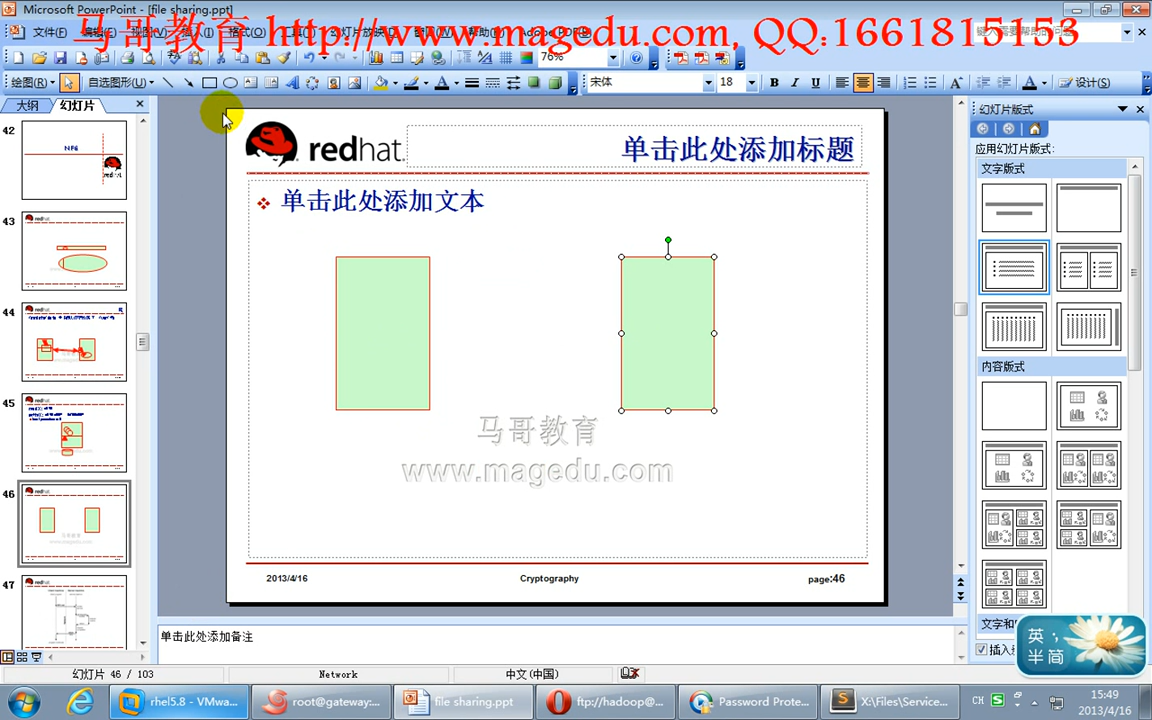 Microsoft PowerPoint - [file sharing.ppt]
马哥教育 http://www.magedu.com, QQ:1661815153
文件(F)
76%
绘图(R)
自选图形(U)
宋体
18
B
I
U
设计(S)
大纲
幻灯片
幻灯片版式
应用幻灯片版式:
文字版式
内容版式
42
NFS
43
44
45
46
47
redhat.
单击此处添加标题
单击此处添加文本
马哥教育
www.magedu.com
2013/4/16
Cryptography
page:46
单击此处添加备注
英 ,
半 简
幻灯片 46 / 103
Network
中文(中国)
rhel5.8 - VMwa...
root@gateway:...
file sharing.ppt
ftp://hadoop@...
Password Prote...
X:\Files\Service...
CH
15:49
2013/4/16